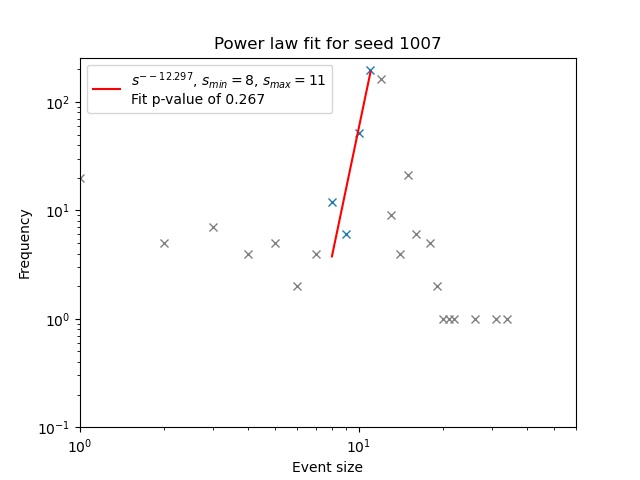 Power law fit for seed 1007
s^{--12.297}, s_{min} = 8, s_{max} = 11
Fit p-value of 0.267
Frequency
10^2
10^1
10^0
10^{-1}
10^0
10^1
Event size